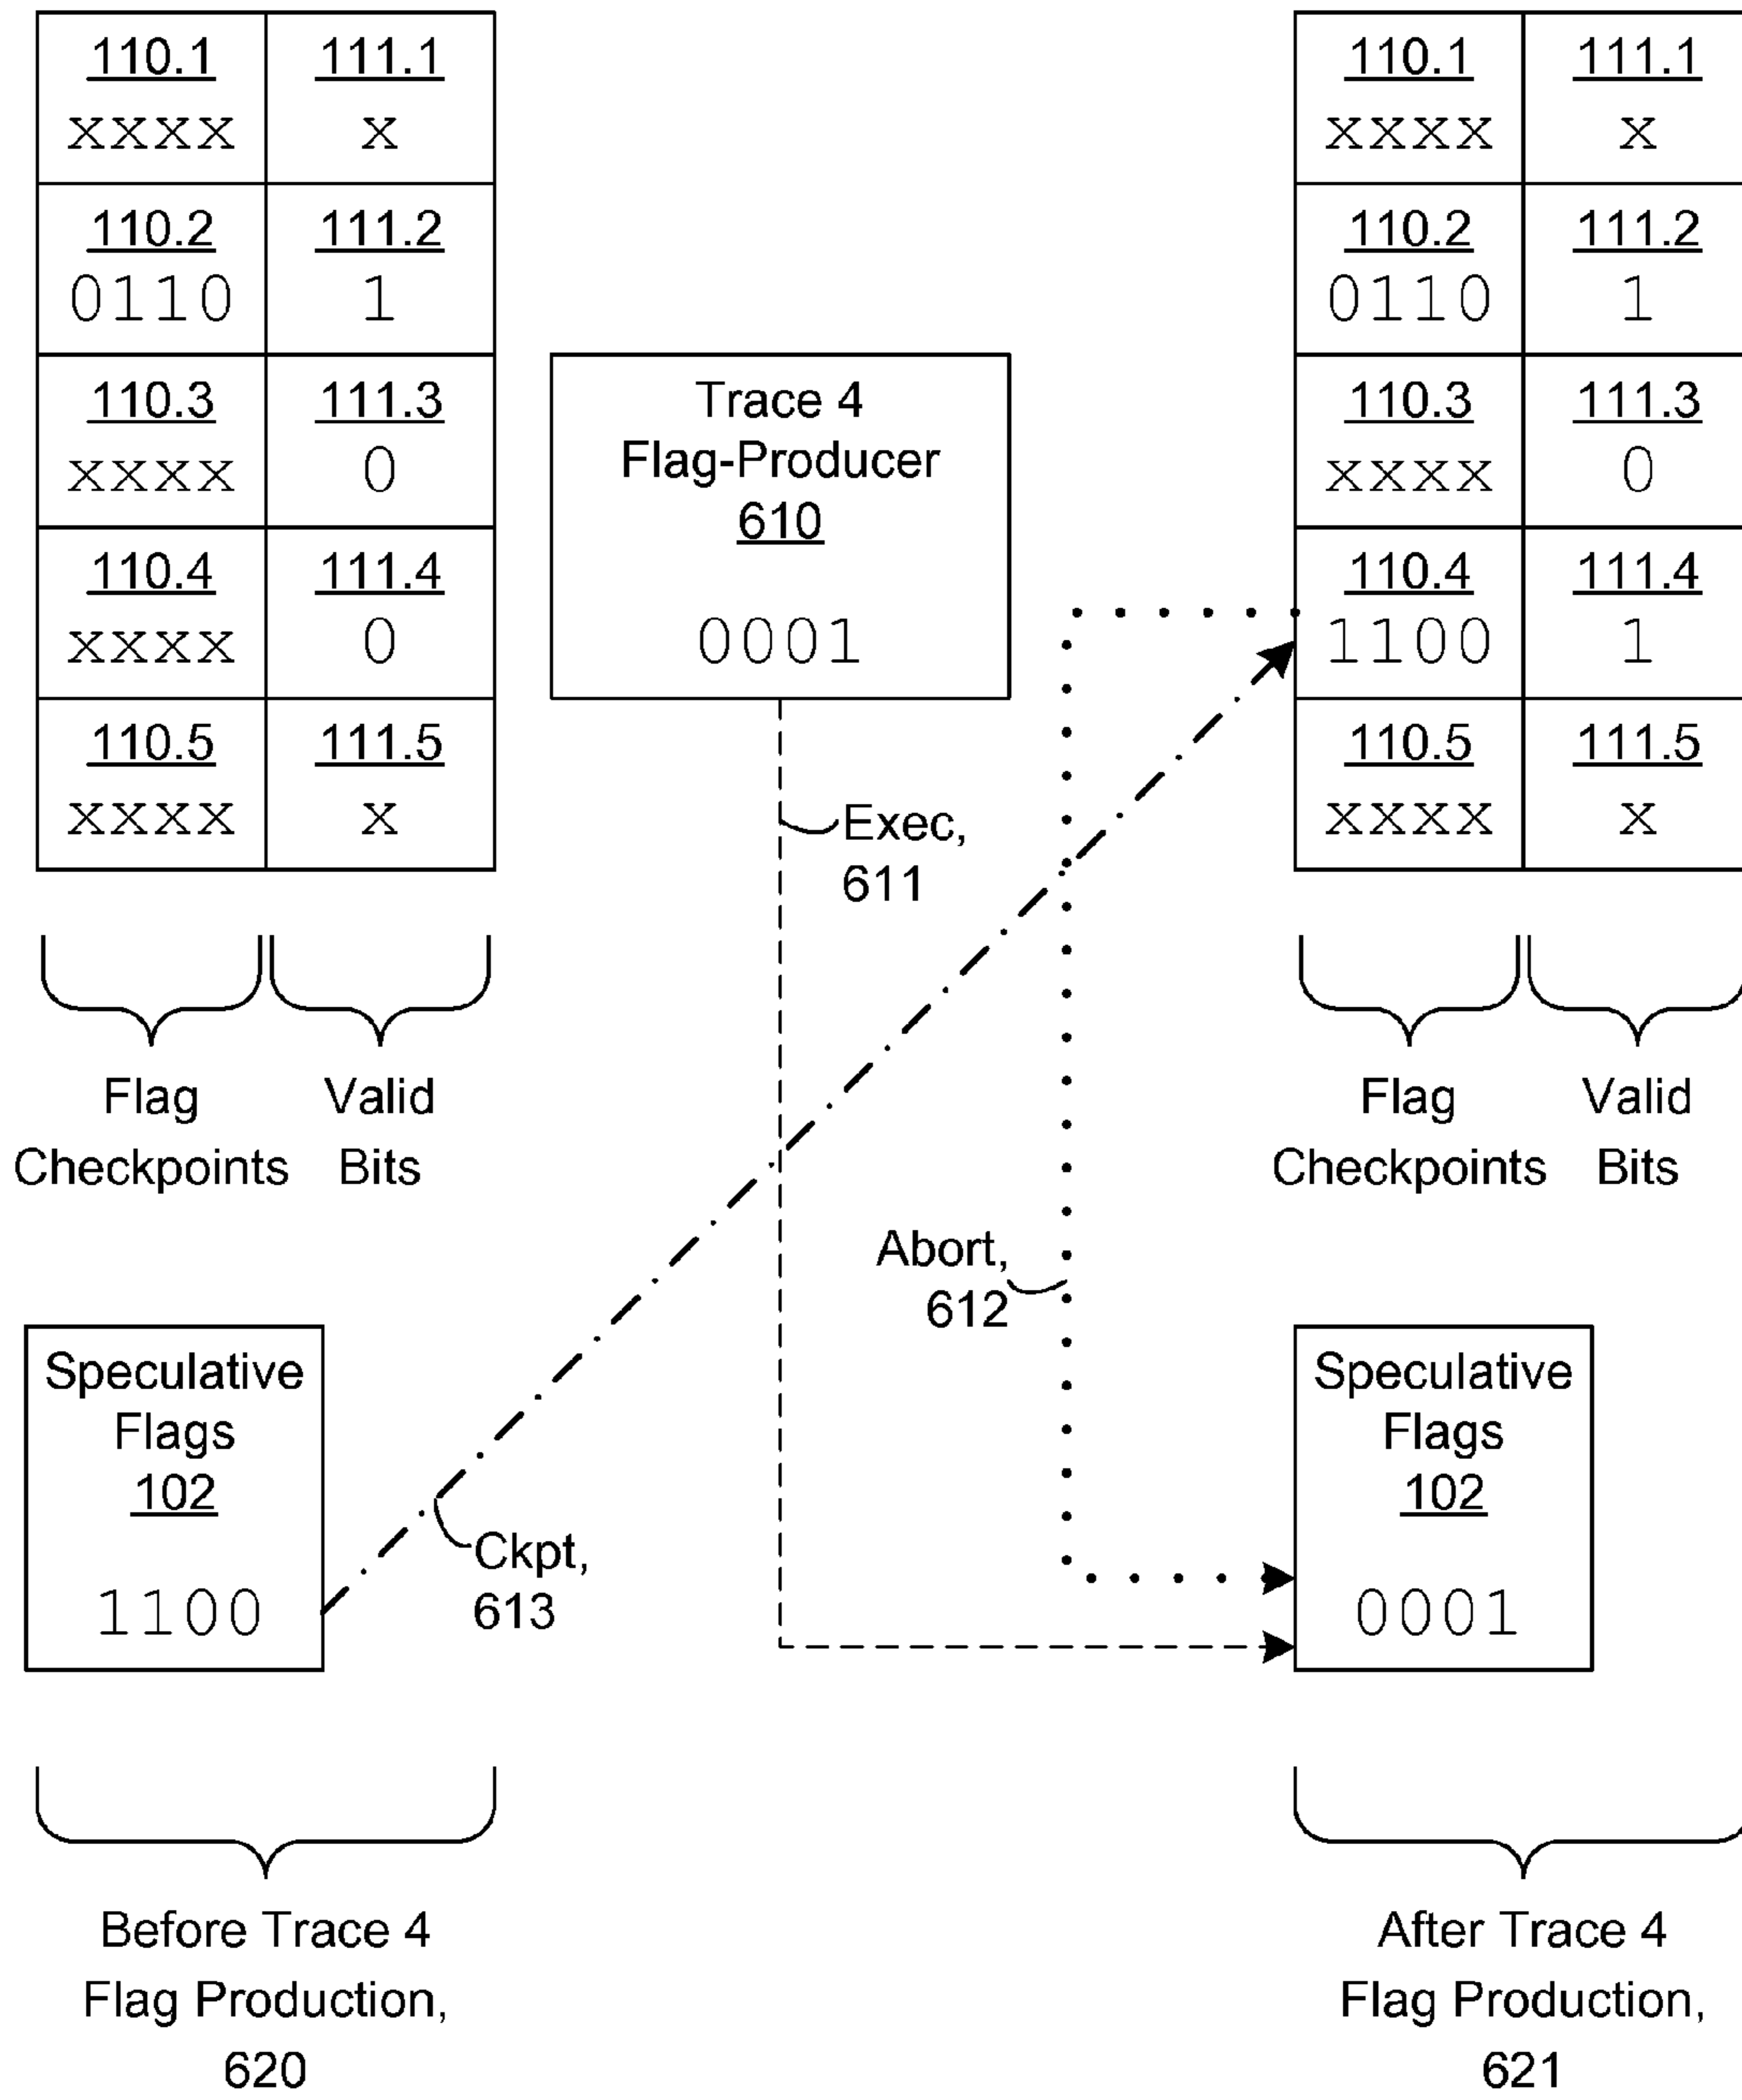 110.1 111.1
xxxx x
110.2 111.2
0110 1
110.3 111.3
xxxx 0
110.4 111.4
xxxx 0
110.5 111.5
xxxx x
Flag Valid
Checkpoints Bits
Speculative
Flags
102
1100
Before Trace 4
Flag Production,
620
Trace 4
Flag-Producer
610
0001
Exec,
611
Abort,
612
Ckpt,
613
110.1 111.1
xxxx x
110.2 111.2
0110 1
110.3 111.3
xxxx 0
110.4 111.4
1100 1
110.5 111.5
xxxx x
Flag Valid
Checkpoints Bits
Speculative
Flags
102
0001
After Trace 4
Flag Production,
621